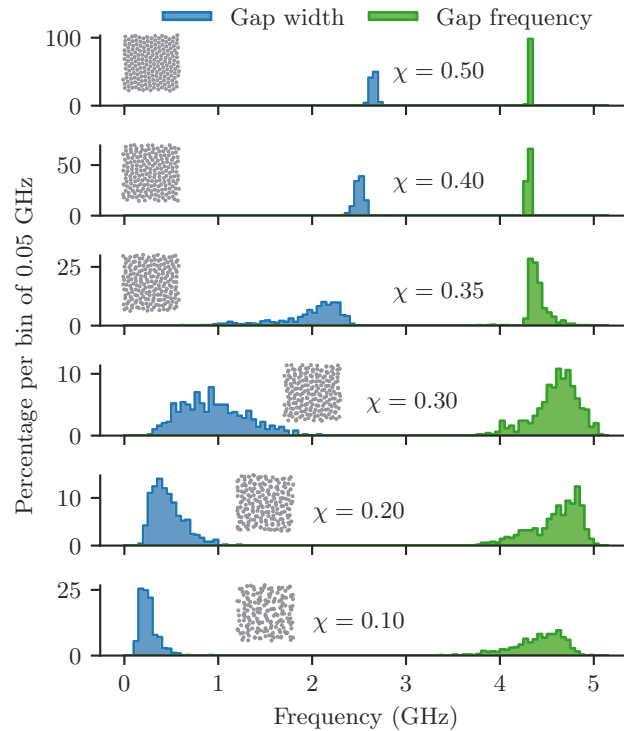 Gap width Gap frequency
Percentage per bin of 0.05 GHz
100
0
χ = 0.50
50
0
χ = 0.40
25
0
χ = 0.35
10
0
χ = 0.30
10
0
χ = 0.20
25
0
χ = 0.10
0 1 2 3 4 5
Frequency (GHz)